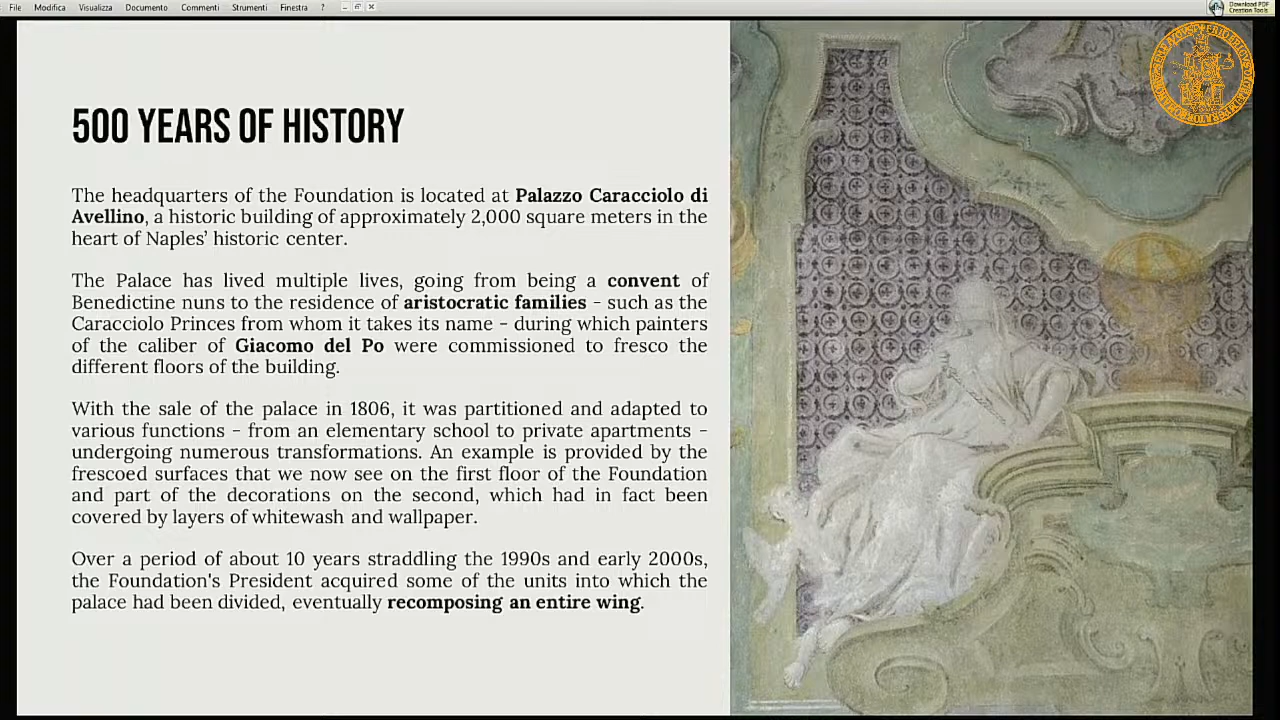 File Modifica Visualizza Documento Commenti Strumenti Finestra ?
Download PDF
Creation Tools
500 YEARS OF HISTORY
The headquarters of the Foundation is located at Palazzo Caracciolo di
Avellino, a historic building of approximately 2,000 square meters in the
heart of Naples’ historic center.
The Palace has lived multiple lives, going from being a convent of
Benedictine nuns to the residence of aristocratic families - such as the
Caracciolo Princes from whom it takes its name - during which painters
of the caliber of Giacomo del Po were commissioned to fresco the
different floors of the building.
With the sale of the palace in 1806, it was partitioned and adapted to
various functions - from an elementary school to private apartments -
undergoing numerous transformations. An example is provided by the
frescoed surfaces that we now see on the first floor of the Foundation
and part of the decorations on the second, which had in fact been
covered by layers of whitewash and wallpaper.
Over a period of about 10 years straddling the 1990s and early 2000s,
the Foundation's President acquired some of the units into which the
palace had been divided, eventually recomposing an entire wing.